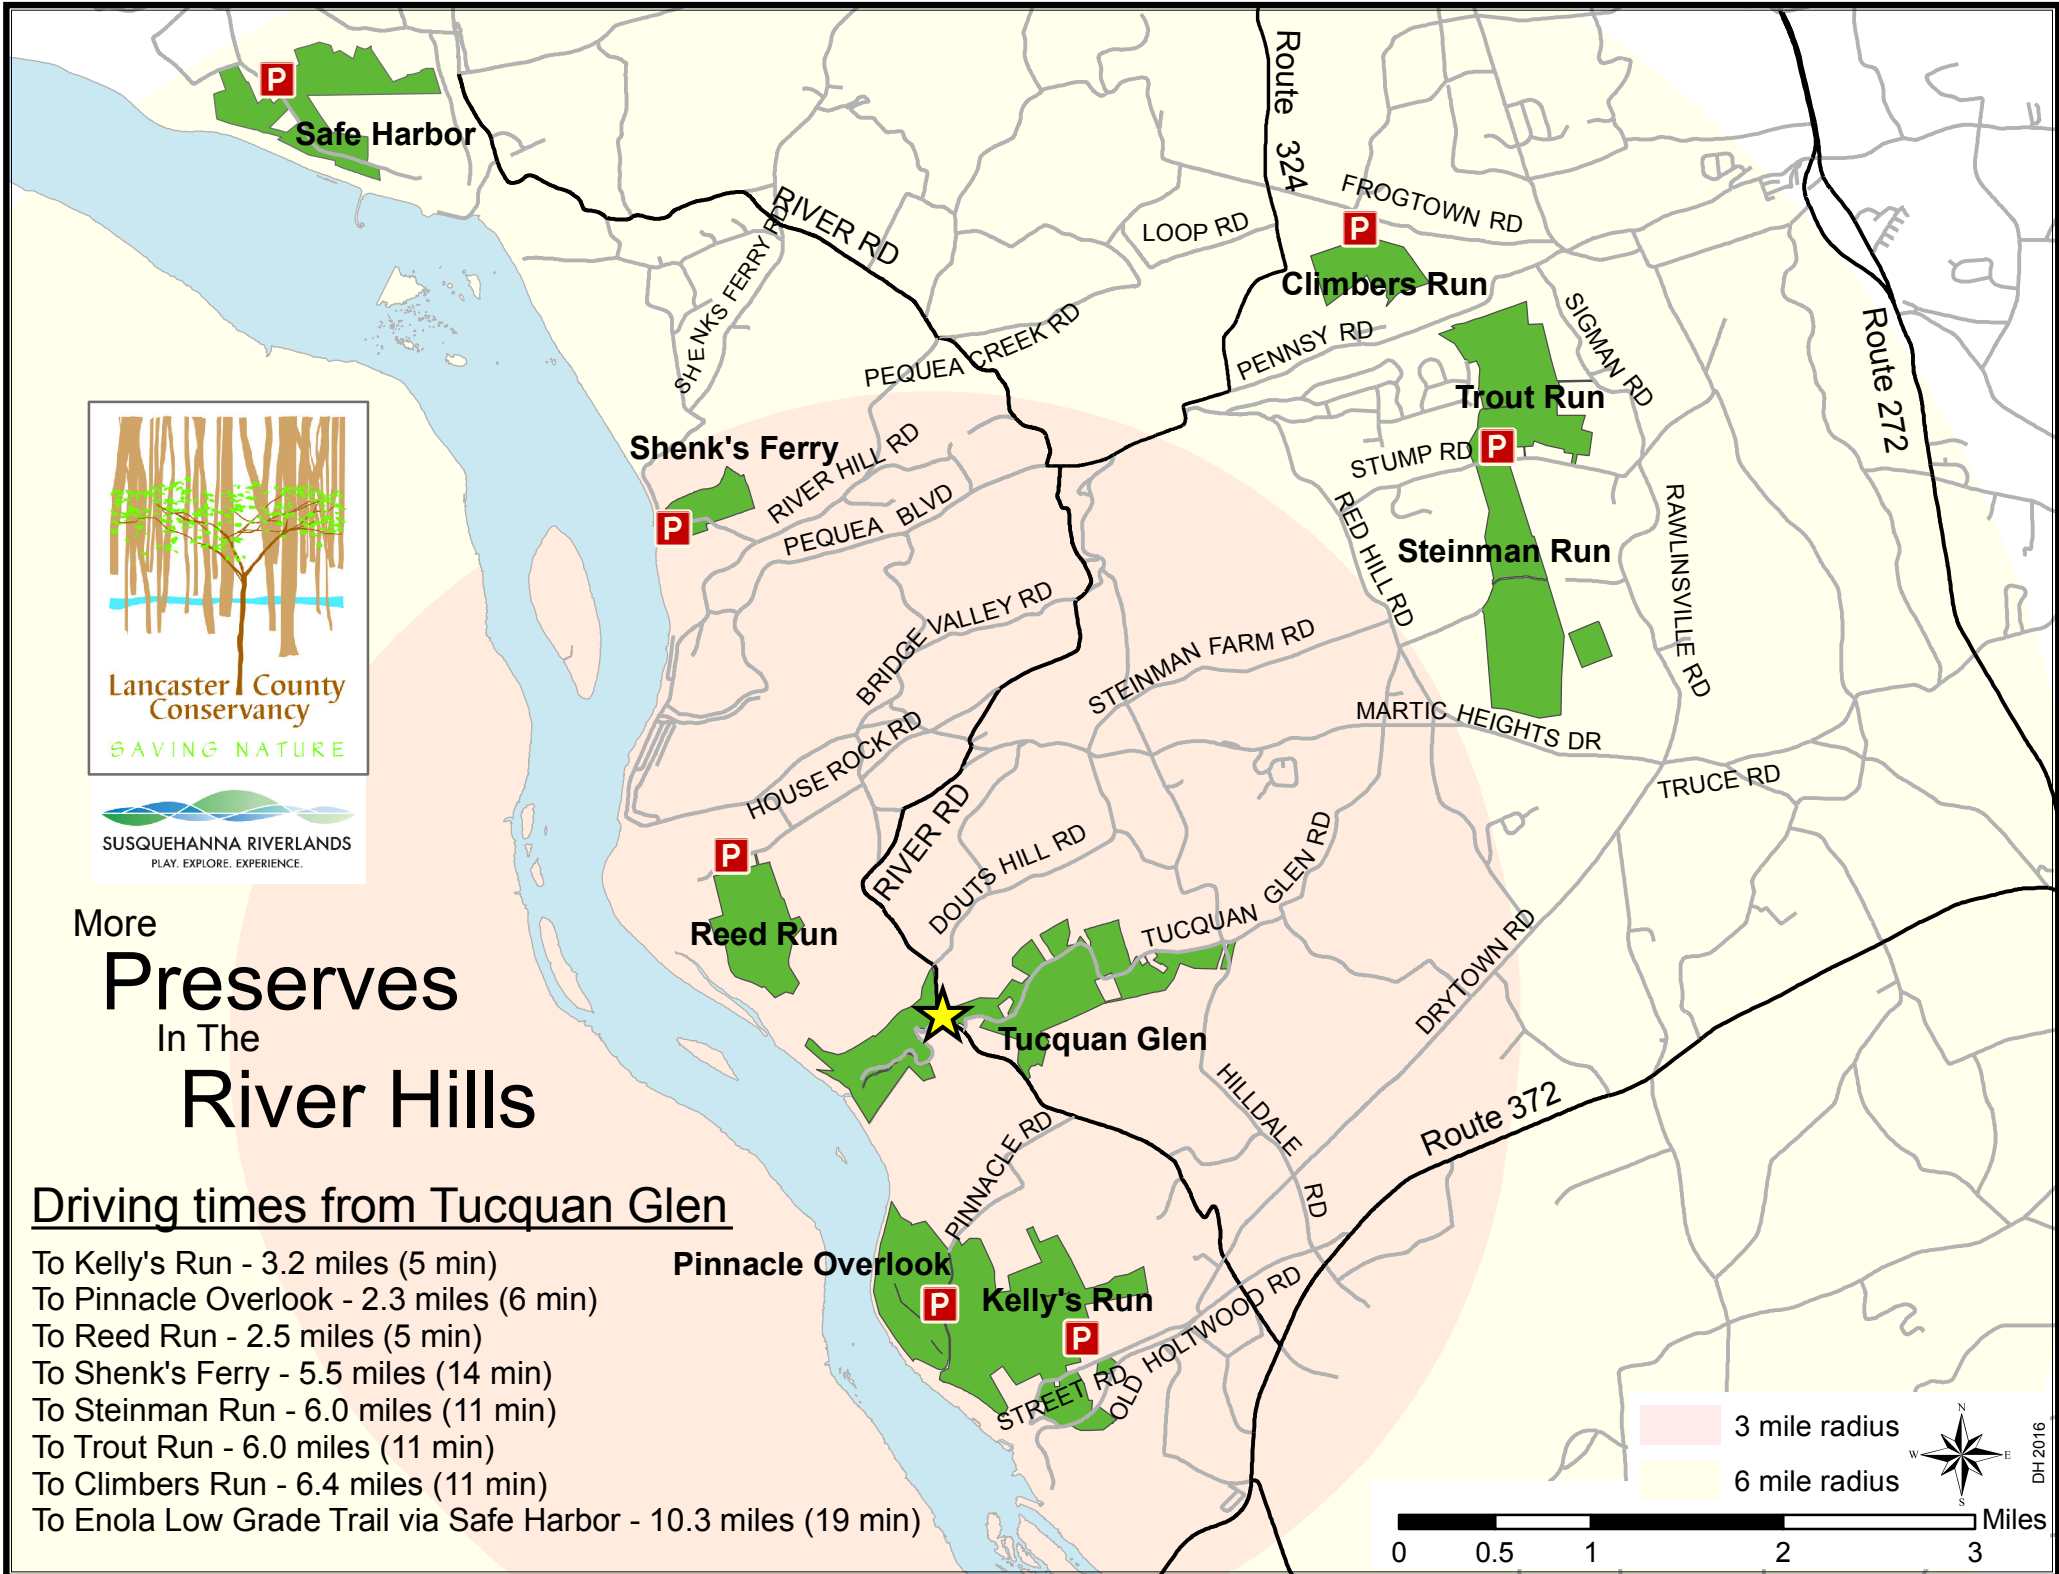 Safe Harbor
RIVER RD
SHENKS FERRY RD
Route 324
FROGTOWN RD
LOOP RD
Climbers Run
PENNSY RD
SIGMAN RD
Route 272
PEQUEA CREEK RD
Trout Run
Shenk's Ferry
RIVER HILL RD
STUMP RD
PEQUEA BLVD
RED HILL RD
RAWLINSVILLE RD
Steinman Run
BRIDGE VALLEY RD
STEINMAN FARM RD
Lancaster County
Conservancy
SAVING NATURE
MARTIC HEIGHTS DR
HOUSE ROCK RD
TRUCE RD
SUSQUEHANNA RIVERLANDS
PLAY. EXPLORE. EXPERIENCE.
RIVER RD
DOUTS HILL RD
TUCQUAN GLEN RD
Reed Run
DRYTOWN RD
More
Preserves
In The
River Hills
Tucquan Glen
HILLDALE RD
Route 372
PINNACLE RD
Pinnacle Overlook
Kelly's Run
OLD HOLTWOOD RD
STREET RD
P
P
P
P
P
P
P
Driving times from Tucquan Glen
To Kelly's Run - 3.2 miles (5 min)
To Pinnacle Overlook - 2.3 miles (6 min)
To Reed Run - 2.5 miles (5 min)
To Shenk's Ferry - 5.5 miles (14 min)
To Steinman Run - 6.0 miles (11 min)
To Trout Run - 6.0 miles (11 min)
To Climbers Run - 6.4 miles (11 min)
To Enola Low Grade Trail via Safe Harbor - 10.3 miles (19 min)
3 mile radius
6 mile radius
N
W
E
S
DH 2016
Miles
0 0.5 1 2 3